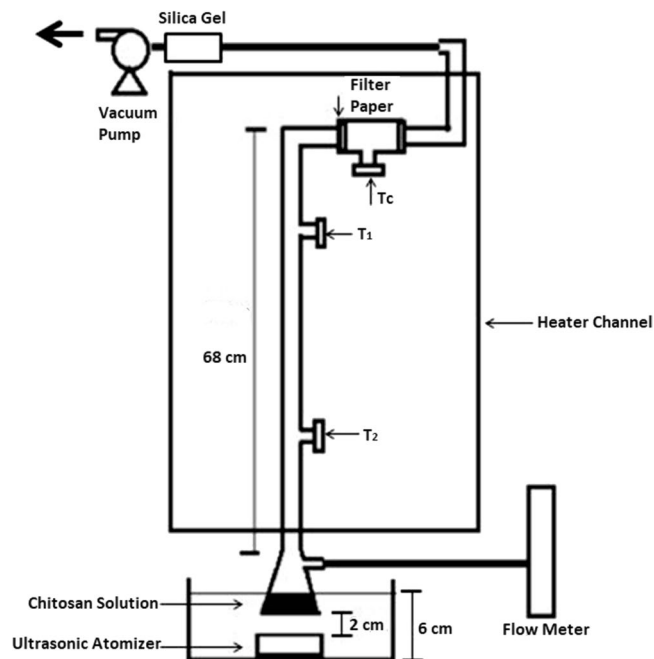 Silica Gel
Vacuum
Pump
Filter
Paper
Tc
T₁
Heater Channel
68 cm
T₂
Chitosan Solution
2 cm
6 cm
Ultrasonic Atomizer
Flow Meter